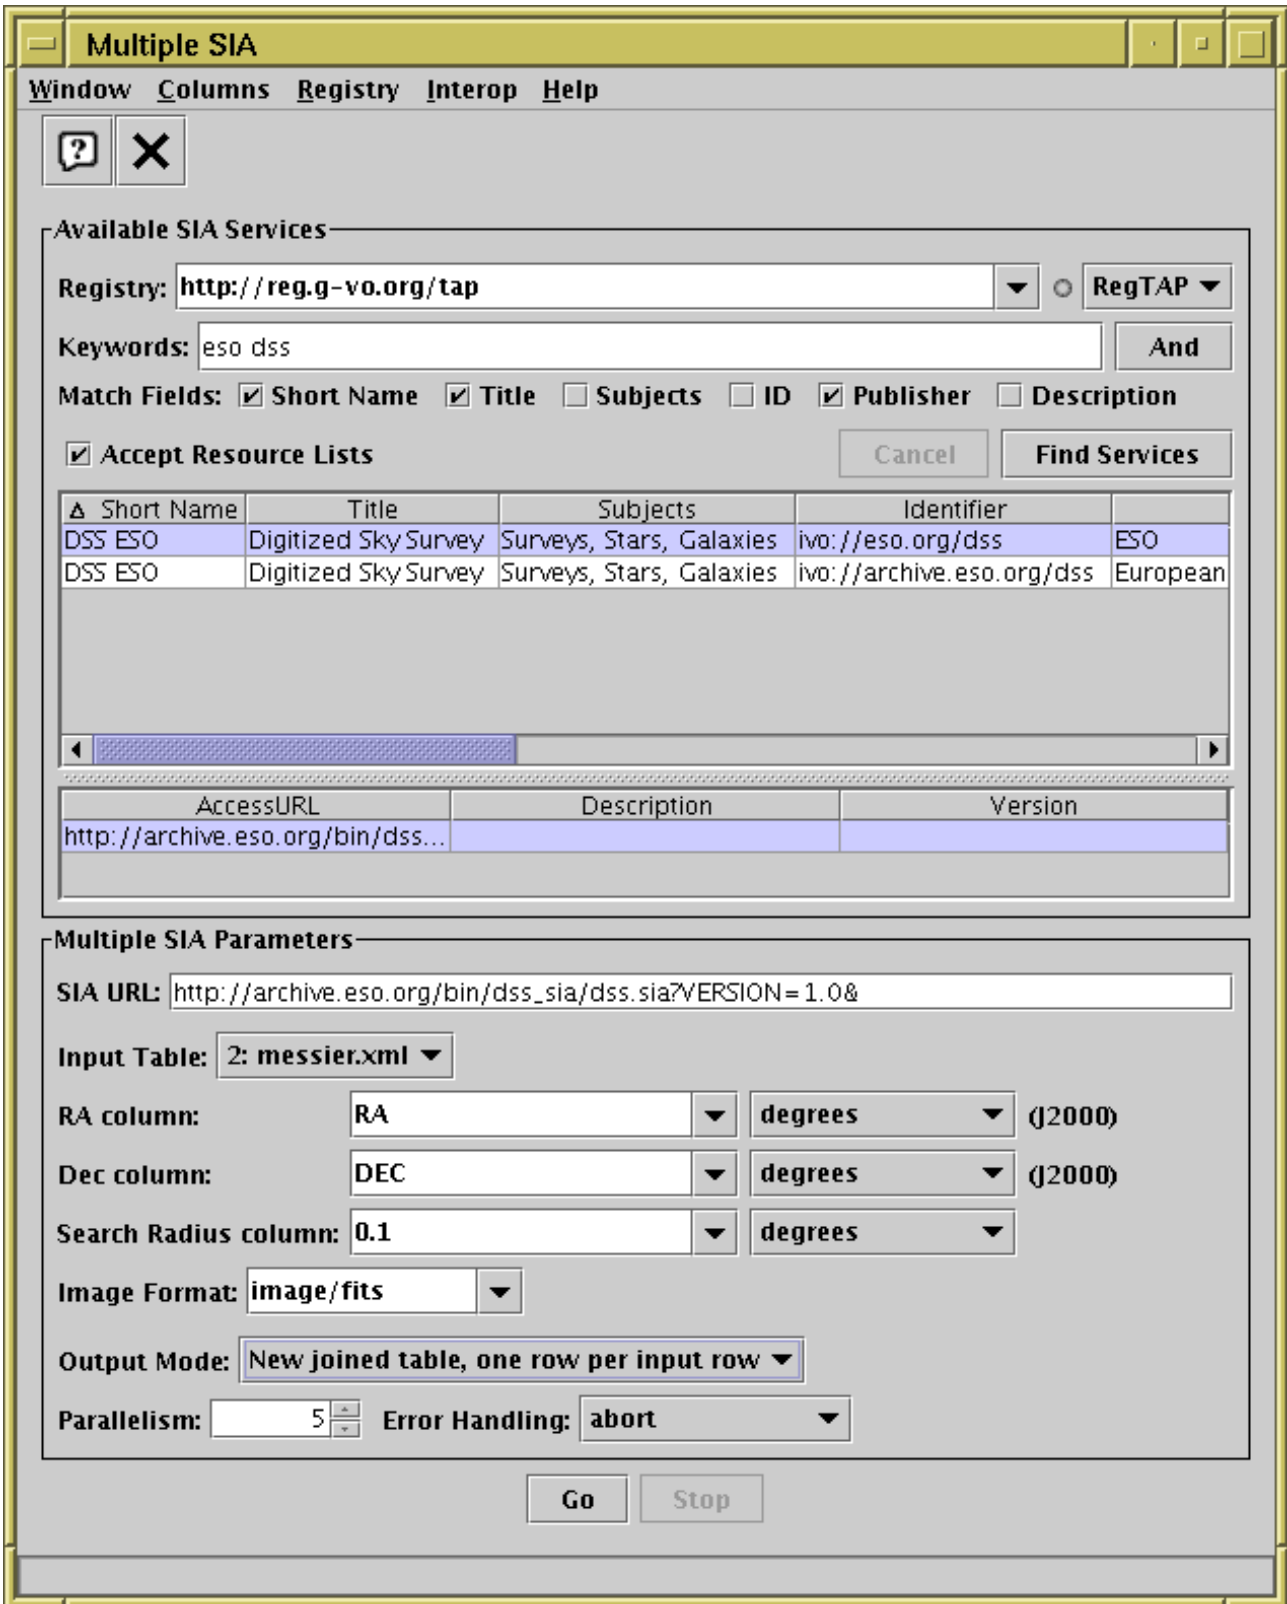 Multiple SIA
Window Columns Registry Interop Help
Available SIA Services
Registry: http://reg.g-vo.org/tap RegTAP
Keywords: eso dss And
Match Fields: Short Name Title Subjects ID Publisher Description
Accept Resource Lists Cancel Find Services
Short Name Title Subjects Identifier
DSS ESO Digitized Sky Survey Surveys, Stars, Galaxies ivo://eso.org/dss ESO
DSS ESO Digitized Sky Survey Surveys, Stars, Galaxies ivo://archive.eso.org/dss European
AccessURL Description Version
http://archive.eso.org/bin/dss...
Multiple SIA Parameters
SIA URL: http://archive.eso.org/bin/dss_sia/dss.sia?VERSION=1.0&
Input Table: 2: messier.xml
RA column: RA degrees (J2000)
Dec column: DEC degrees (J2000)
Search Radius column: 0.1 degrees
Image Format: image/fits
Output Mode: New joined table, one row per input row
Parallelism: 5 Error Handling: abort
Go Stop